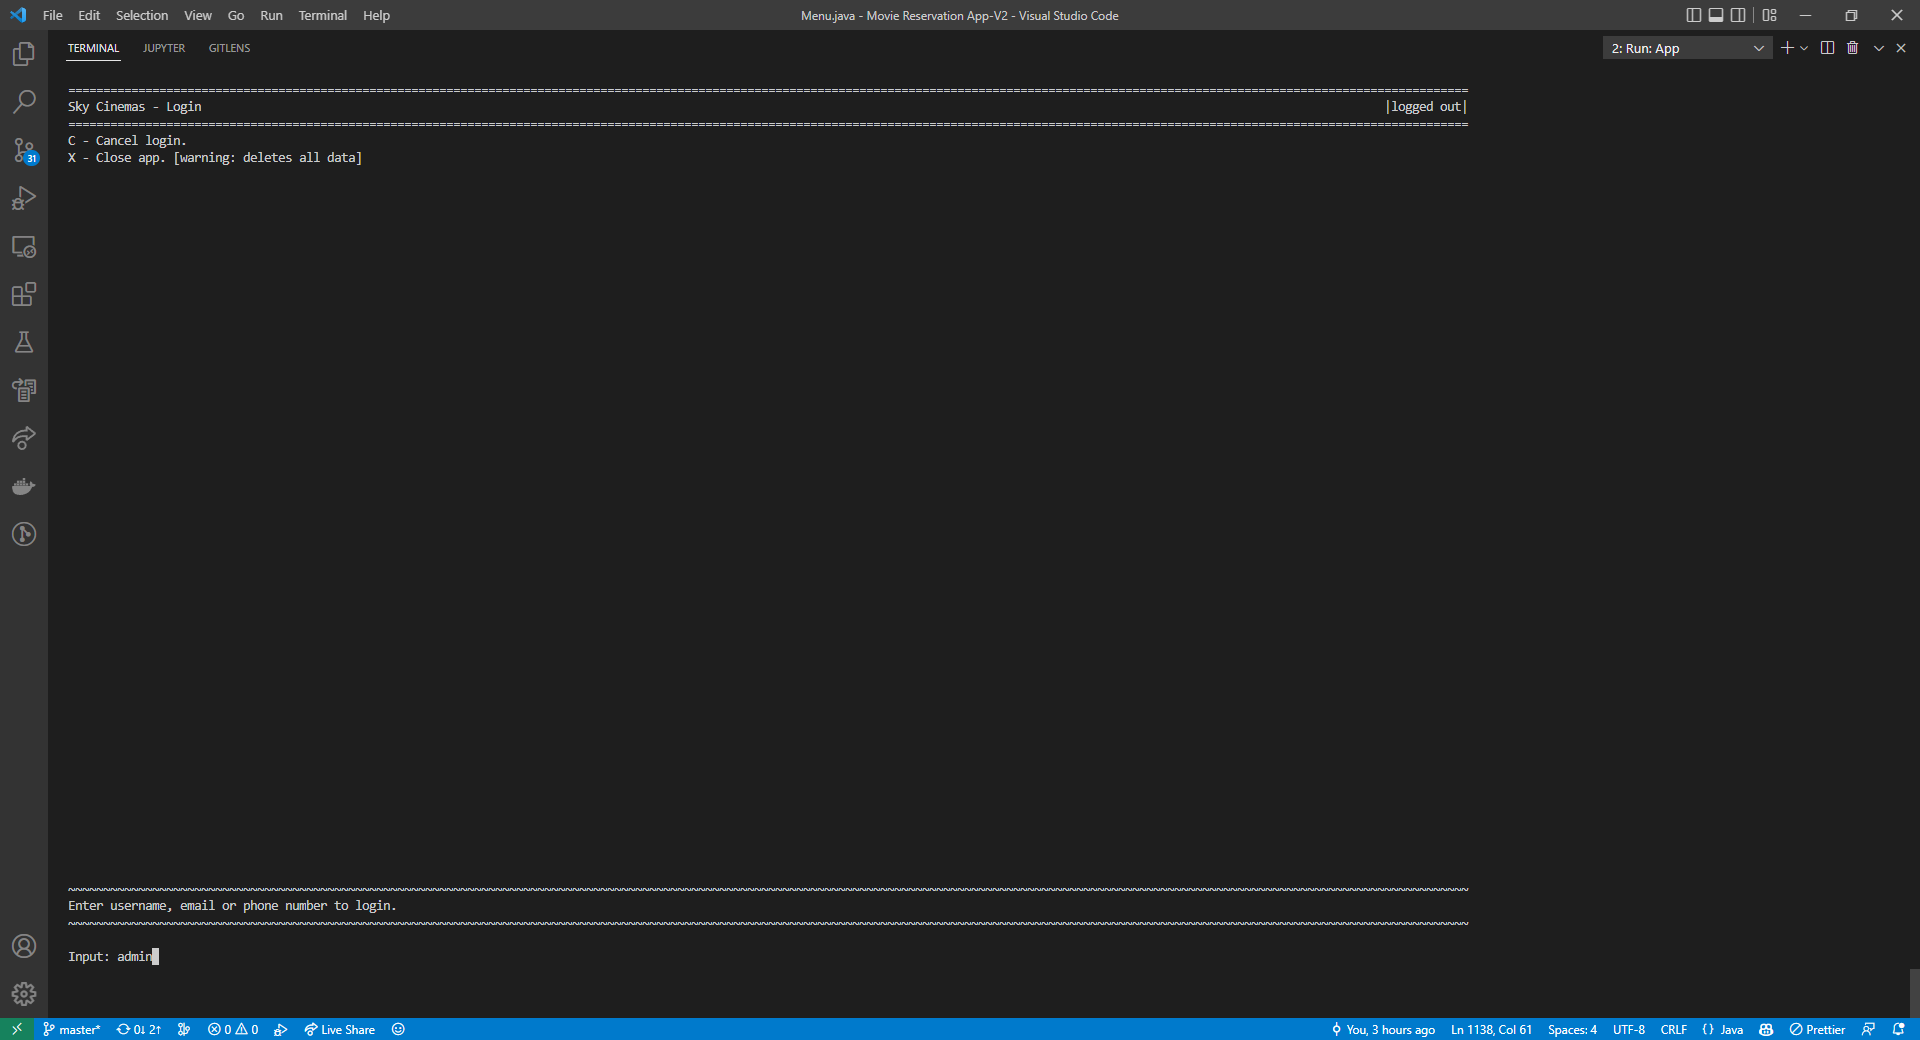 File Edit Selection View Go Run Terminal Help Menu.java - Movie Reservation App-V2 - Visual Studio Code
TERMINAL JUPYTER GITLENS 2: Run: App
========================================================================================================================================================================================================
Sky Cinemas - Login |logged out|
========================================================================================================================================================================================================
C - Cancel login.
X - Close app. [warning: deletes all data]
31
~~~~~~~~~~~~~~~~~~~~~~~~~~~~~~~~~~~~~~~~~~~~~~~~~~~~~~~~~~~~~~~~~~~~~~~~~~~~~~~~~~~~~~~~~~~~~~~~~~~~~~~~~~~~~~~~~~~~~~~~~~~~~~~~~~~~~~~~~~~~~~~~~~~~~~~~~~~~~~~~~~~~~~~~~~~~~~~~~~~~~~~~~~~~~~~~
Enter username, email or phone number to login.
~~~~~~~~~~~~~~~~~~~~~~~~~~~~~~~~~~~~~~~~~~~~~~~~~~~~~~~~~~~~~~~~~~~~~~~~~~~~~~~~~~~~~~~~~~~~~~~~~~~~~~~~~~~~~~~~~~~~~~~~~~~~~~~~~~~~~~~~~~~~~~~~~~~~~~~~~~~~~~~~~~~~~~~~~~~~~~~~~~~~~~~~~~~~~~~~
Input: admin
master* 0↓ 2↑ 0 0 Live Share You, 3 hours ago Ln 1138, Col 61 Spaces: 4 UTF-8 CRLF {} Java Prettier